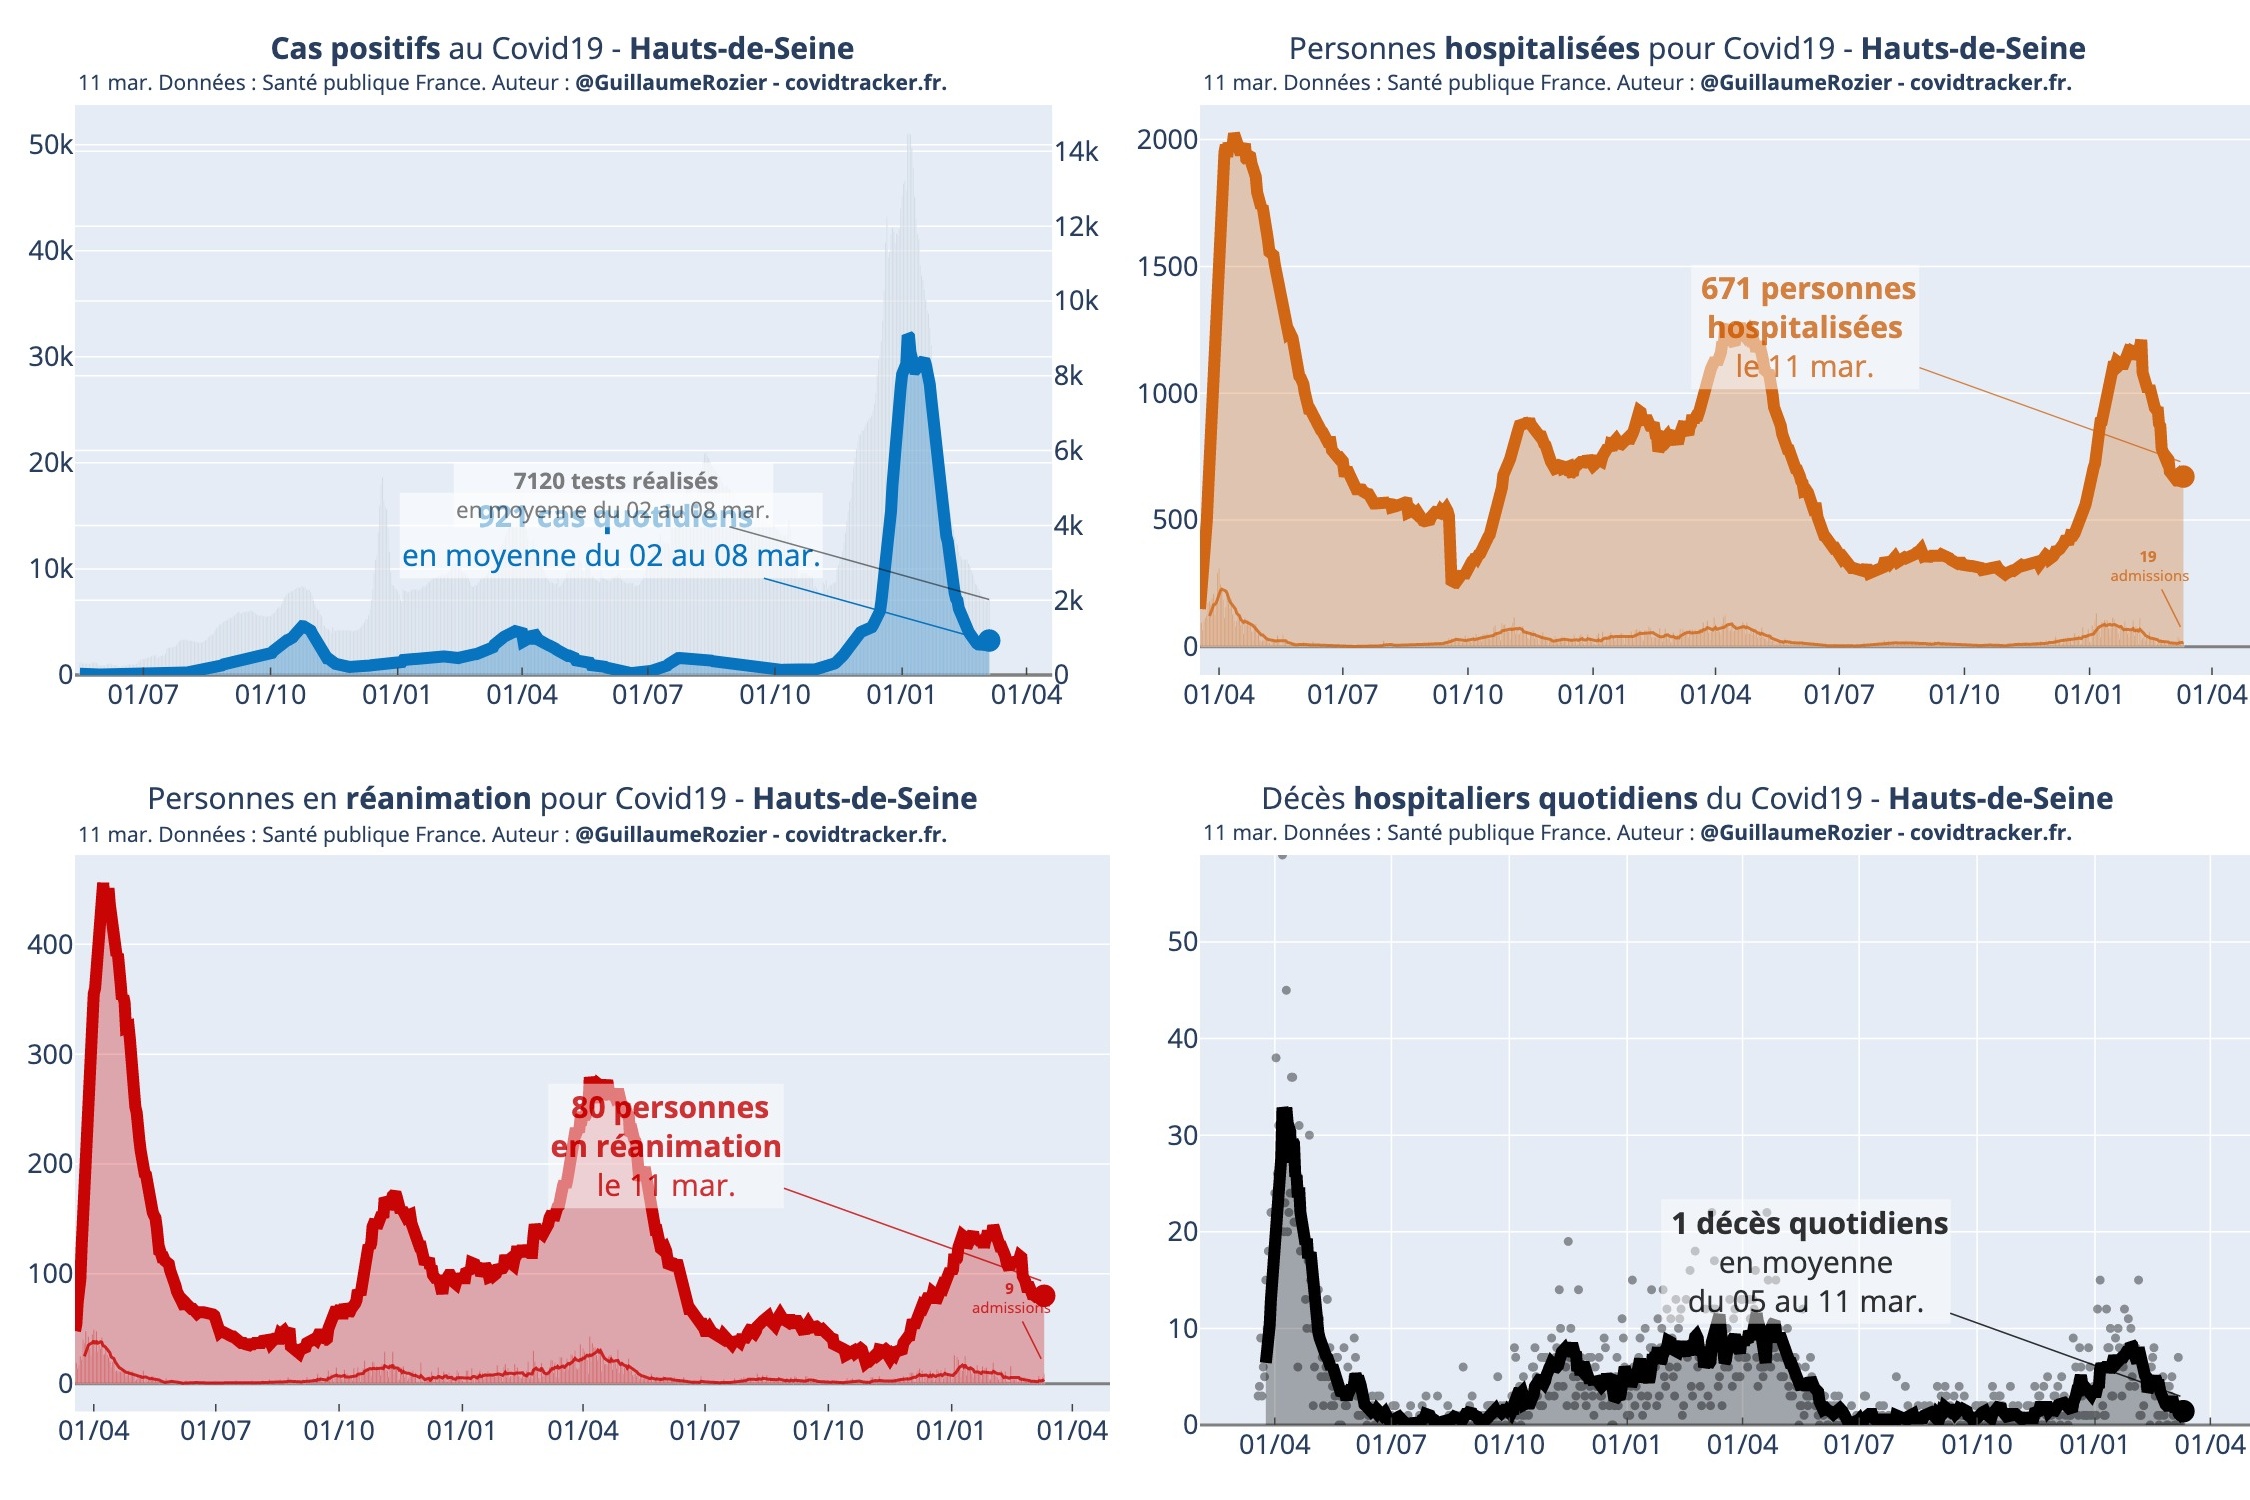 Cas positifs au Covid19 - Hauts-de-Seine
11 mar. Données : Santé publique France. Auteur : @GuillaumeRozier - covidtracker.fr.
50k
40k
30k
20k
10k
0
14k
12k
10k
8k
6k
4k
2k
0
7120 tests réalisés
en moyenne du 02 au 08 mar.
921 cas quotidiens
en moyenne du 02 au 08 mar.
01/07 01/10 01/01 01/04 01/07 01/10 01/01 01/04
Personnes hospitalisées pour Covid19 - Hauts-de-Seine
11 mar. Données : Santé publique France. Auteur : @GuillaumeRozier - covidtracker.fr.
2000
1500
1000
500
0
671 personnes
hospitalisées
le 11 mar.
19
admissions
01/04 01/07 01/10 01/01 01/04 01/07 01/10 01/01 01/04
Personnes en réanimation pour Covid19 - Hauts-de-Seine
11 mar. Données : Santé publique France. Auteur : @GuillaumeRozier - covidtracker.fr.
400
300
200
100
0
80 personnes
en réanimation
le 11 mar.
9
admissions
01/04 01/07 01/10 01/01 01/04 01/07 01/10 01/01 01/04
Décès hospitaliers quotidiens du Covid19 - Hauts-de-Seine
11 mar. Données : Santé publique France. Auteur : @GuillaumeRozier - covidtracker.fr.
50
40
30
20
10
0
1 décès quotidiens
en moyenne
du 05 au 11 mar.
01/04 01/07 01/10 01/01 01/04 01/07 01/10 01/01 01/04